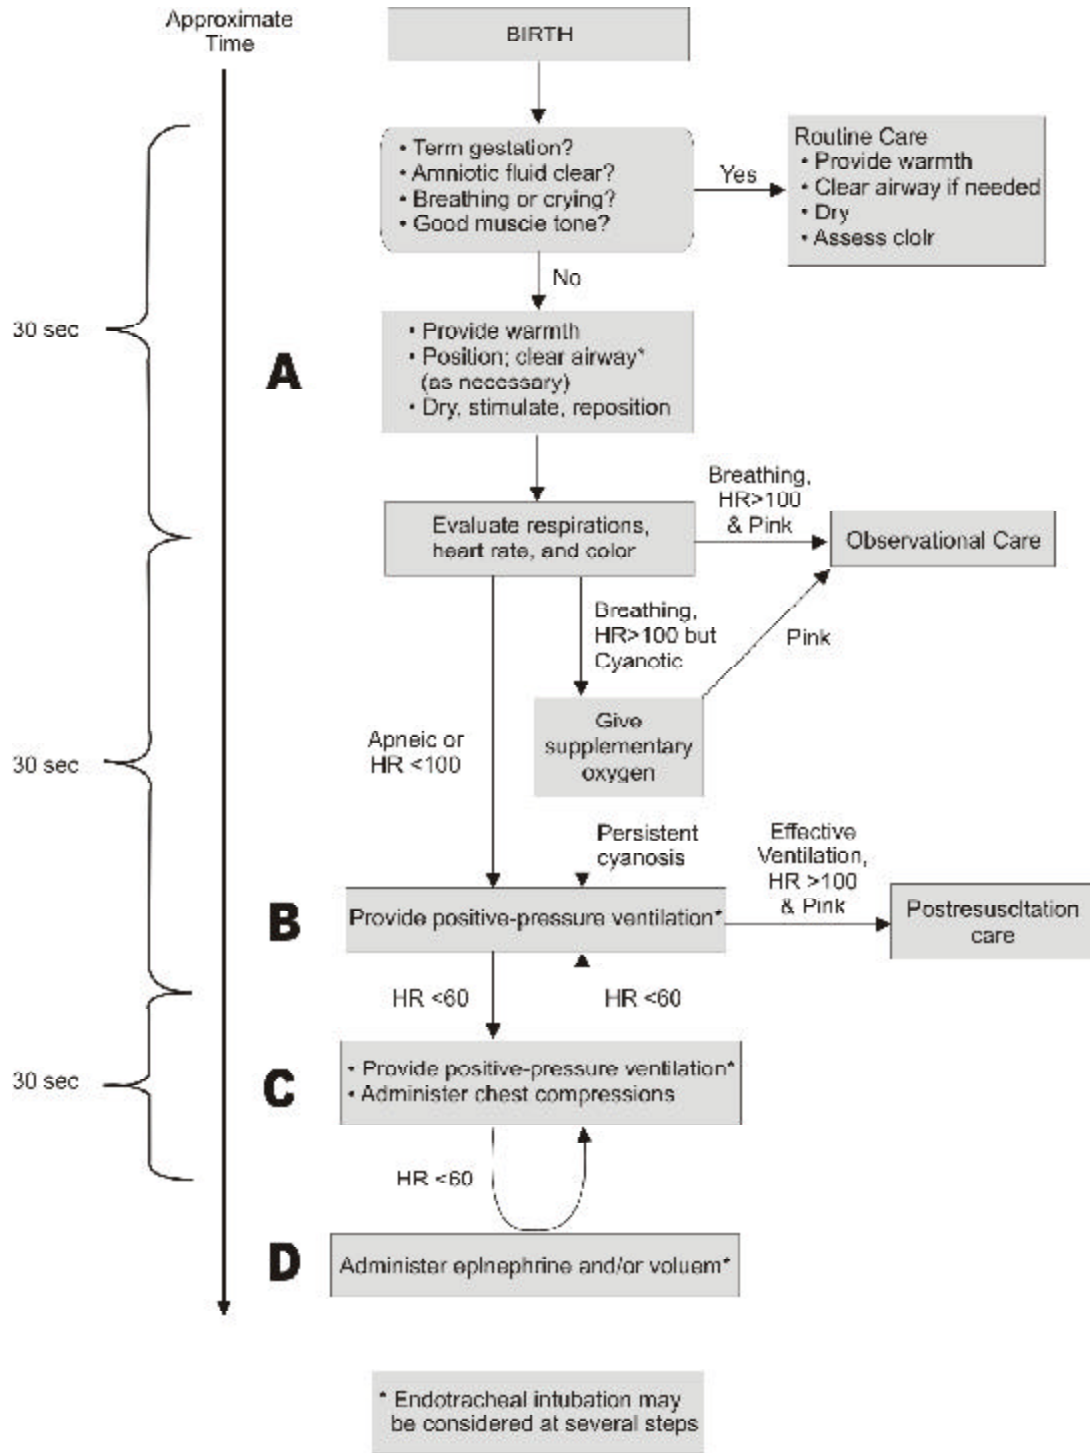 Approximate
Time
BIRTH
• Term gestation?
• Amniotic fluid clear?
• Breathing or crying?
• Good muscie tone?
Yes
Routine Care
• Provide warmth
• Clear airway if needed
• Dry
• Assess clolr
No
30 sec
A
• Provide warmth
• Position; clear airway*
(as necessary)
• Dry, stimulate, reposition
Evaluate respirations,
heart rate, and color
Breathing,
HR>100
& Pink
Observational Care
Breathing,
HR>100 but
Cyanotic
Pink
Give
supplementary
oxygen
Apneic or
HR <100
30 sec
Persistent
cyanosis
Effective
Ventilation,
HR >100
& Pink
B
Provide positive-pressure ventilation*
Postresuscltation
care
HR <60
HR <60
30 sec
C
• Provide positive-pressure ventilation*
• Administer chest compressions
HR <60
D
Administer eplnephrine and/or voluem*
* Endotracheal intubation may
be considered at several steps